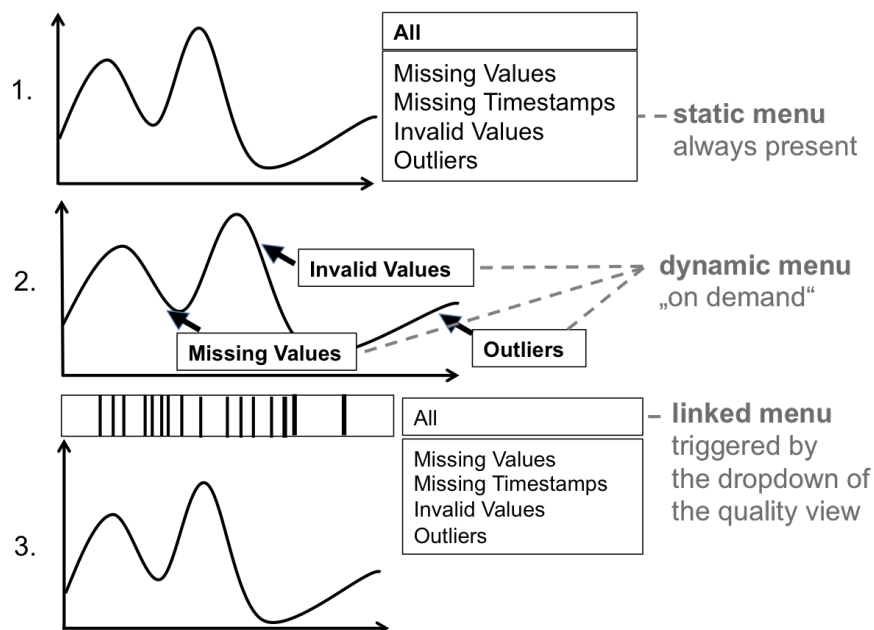 1.
All
Missing Values
Missing Timestamps
Invalid Values
Outliers
static menu
always present
2.
Invalid Values
Missing Values
Outliers
dynamic menu
„on demand“
All
Missing Values
Missing Timestamps
Invalid Values
Outliers
linked menu
triggered by
the dropdown of
the quality view
3.